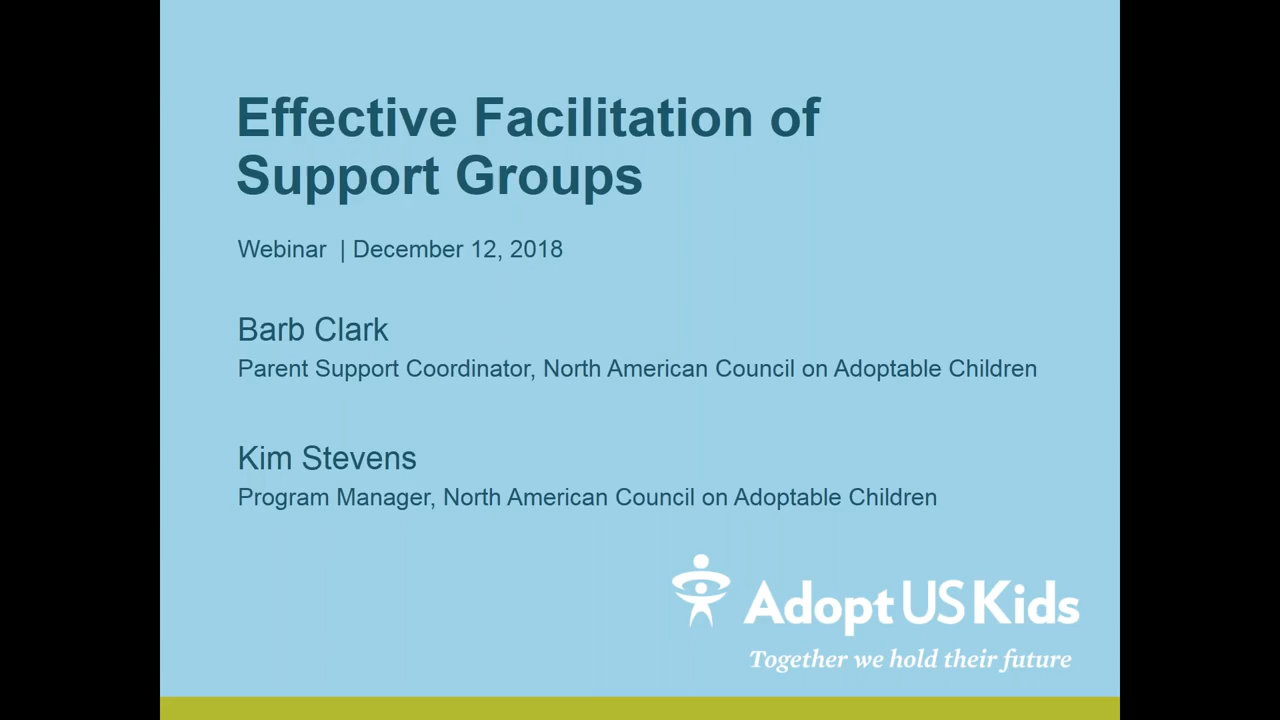 Effective Facilitation of
Support Groups
Webinar | December 12, 2018
Barb Clark
Parent Support Coordinator, North American Council on Adoptable Children
Kim Stevens
Program Manager, North American Council on Adoptable Children
AdoptUSKids
Together we hold their future